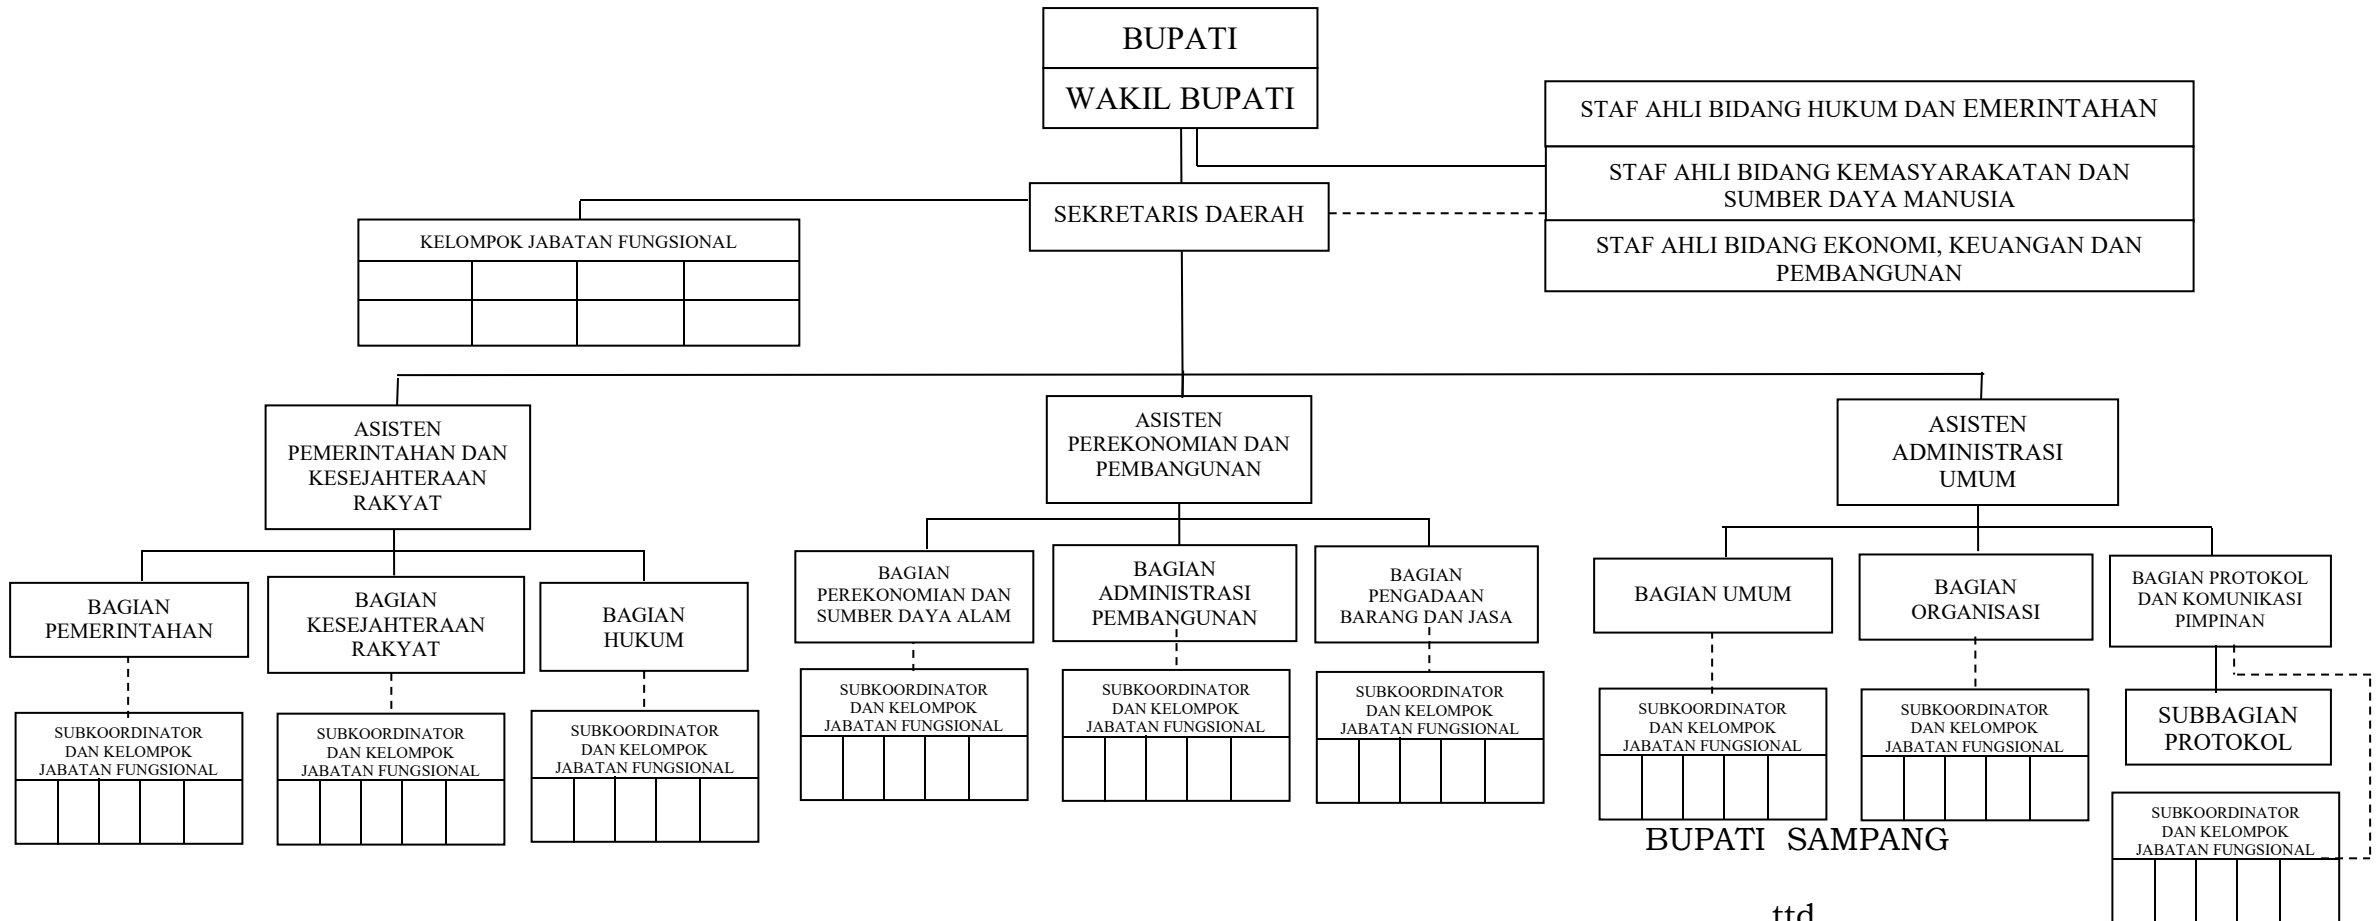 BUPATI
WAKIL BUPATI
STAF AHLI BIDANG HUKUM DAN EMERINTAHAN
STAF AHLI BIDANG KEMASYARAKATAN DAN
SUMBER DAYA MANUSIA
STAF AHLI BIDANG EKONOMI, KEUANGAN DAN
PEMBANGUNAN
SEKRETARIS DAERAH
KELOMPOK JABATAN FUNGSIONAL
ASISTEN
PEMERINTAHAN DAN
KESEJAHTERAAN
RAKYAT
ASISTEN
PEREKONOMIAN DAN
PEMBANGUNAN
ASISTEN
ADMINISTRASI
UMUM
BAGIAN
PEMERINTAHAN
BAGIAN
KESEJAHTERAAN
RAKYAT
BAGIAN
HUKUM
BAGIAN
PEREKONOMIAN DAN
SUMBER DAYA ALAM
BAGIAN
ADMINISTRASI
PEMBANGUNAN
BAGIAN
PENGADAAN
BARANG DAN JASA
BAGIAN UMUM
BAGIAN
ORGANISASI
BAGIAN PROTOKOL
DAN KOMUNIKASI
PIMPINAN
SUBKOORDINATOR
DAN KELOMPOK
JABATAN FUNGSIONAL
SUBKOORDINATOR
DAN KELOMPOK
JABATAN FUNGSIONAL
SUBKOORDINATOR
DAN KELOMPOK
JABATAN FUNGSIONAL
SUBKOORDINATOR
DAN KELOMPOK
JABATAN FUNGSIONAL
SUBKOORDINATOR
DAN KELOMPOK
JABATAN FUNGSIONAL
SUBKOORDINATOR
DAN KELOMPOK
JABATAN FUNGSIONAL
SUBKOORDINATOR
DAN KELOMPOK
JABATAN FUNGSIONAL
SUBKOORDINATOR
DAN KELOMPOK
JABATAN FUNGSIONAL
SUBBAGIAN
PROTOKOL
SUBKOORDINATOR
DAN KELOMPOK
JABATAN FUNGSIONAL
BUPATI SAMPANG
ttd